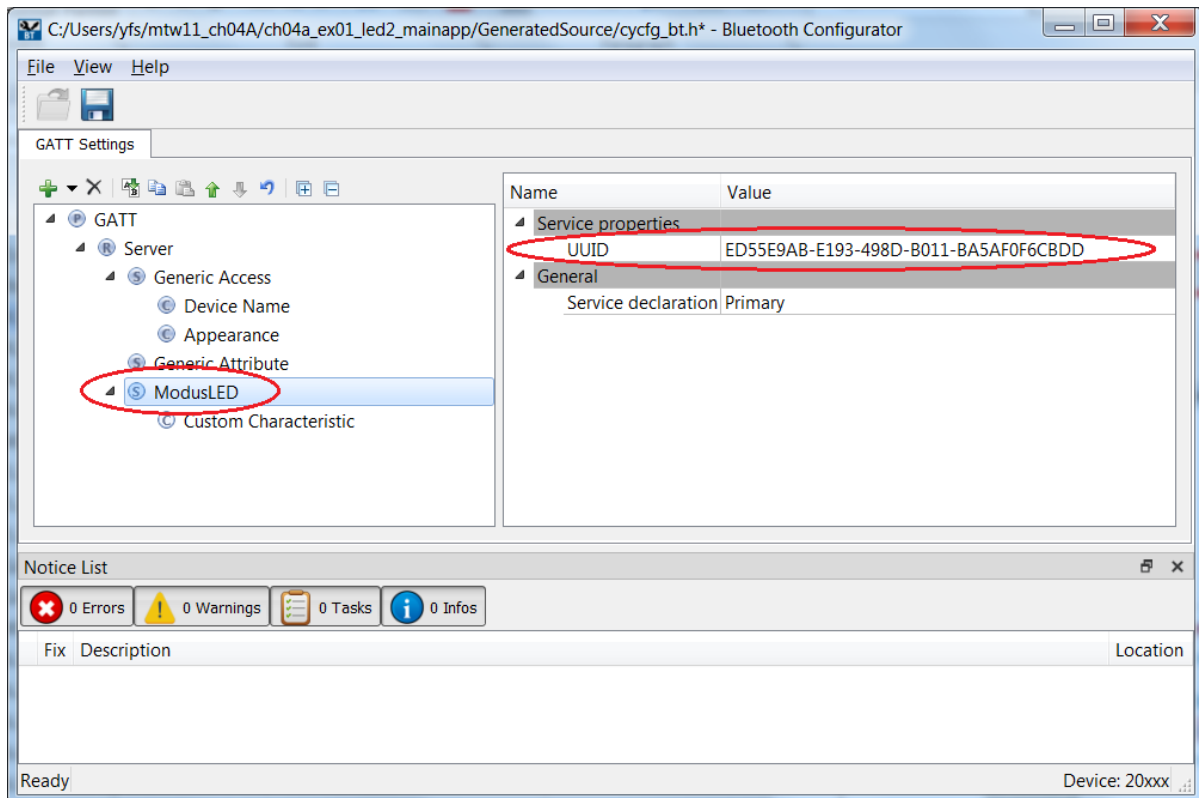 C:/Users/yfs/mtw11_ch04A/ch04a_ex01_led2_mainapp/GeneratedSource/cycfg_bt.h* - Bluetooth Configurator
File View Help
GATT Settings
GATT
Server
Generic Access
Device Name
Appearance
Generic Attribute
ModusLED
Custom Characteristic
Name Value
Service properties
UUID ED55E9AB-E193-498D-B011-BA5AF0F6CBDD
General
Service declaration Primary
Notice List
0 Errors 0 Warnings 0 Tasks 0 Infos
Fix Description Location
Ready Device: 20xxx